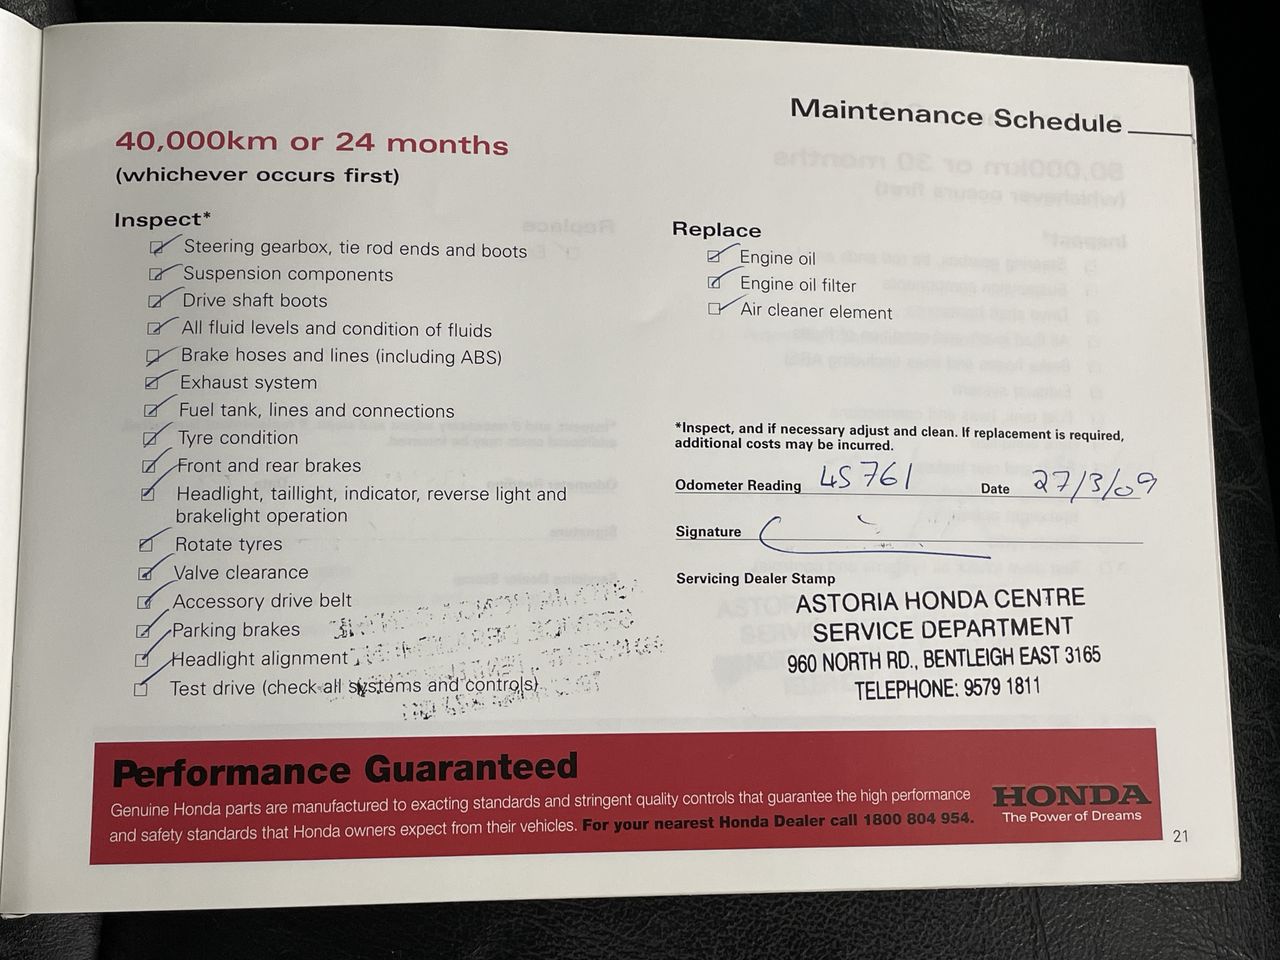 Maintenance Schedule
40,000km or 24 months
(whichever occurs first)
Inspect*
Steering gearbox, tie rod ends and boots
Suspension components
Drive shaft boots
All fluid levels and condition of fluids
Brake hoses and lines (including ABS)
Exhaust system
Fuel tank, lines and connections
Tyre condition
Front and rear brakes
Headlight, taillight, indicator, reverse light and
brakelight operation
Rotate tyres
Valve clearance
Accessory drive belt
Parking brakes
Headlight alignment
Test drive (check all systems and controls)
Replace
Engine oil
Engine oil filter
Air cleaner element
*Inspect, and if necessary adjust and clean. If replacement is required,
additional costs may be incurred.
Odometer Reading 45761 Date 27/3/09
Signature
Servicing Dealer Stamp
ASTORIA HONDA CENTRE
SERVICE DEPARTMENT
960 NORTH RD., BENTLEIGH EAST 3165
TELEPHONE: 9579 1811
Performance Guaranteed
Genuine Honda parts are manufactured to exacting standards and stringent quality controls that guarantee the high performance
and safety standards that Honda owners expect from their vehicles. For your nearest Honda Dealer call 1800 804 954.
HONDA
The Power of Dreams
21